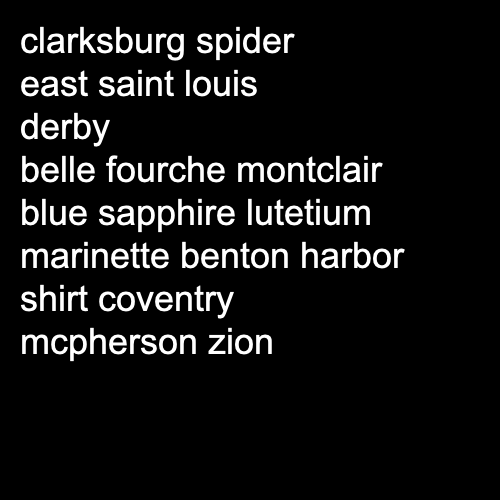 clarksburg spider
east saint louis
derby
belle fourche montclair
blue sapphire lutetium
marinette benton harbor
shirt coventry
mcpherson zion